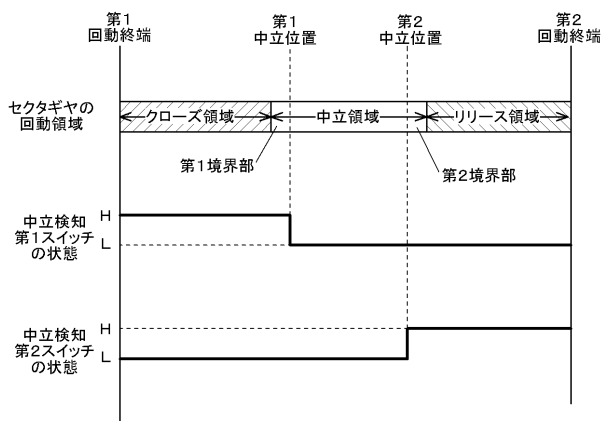 第1
回動終端
第1
中立位置
第2
中立位置
第2
回動終端
セクタギヤの
回動領域
クローズ領域
中立領域
リリース領域
第1境界部
第2境界部
中立検知
第1スイッチ
の状態
H
L
中立検知
第2スイッチ
の状態
H
L